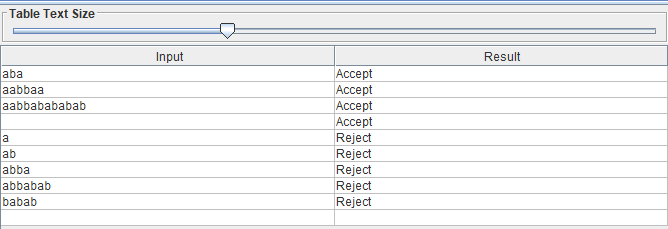 Table Text Size
Input Result
aba Accept
aabbaa Accept
aabbabababab Accept
Accept
a Reject
ab Reject
abba Reject
abbabab Reject
babab Reject